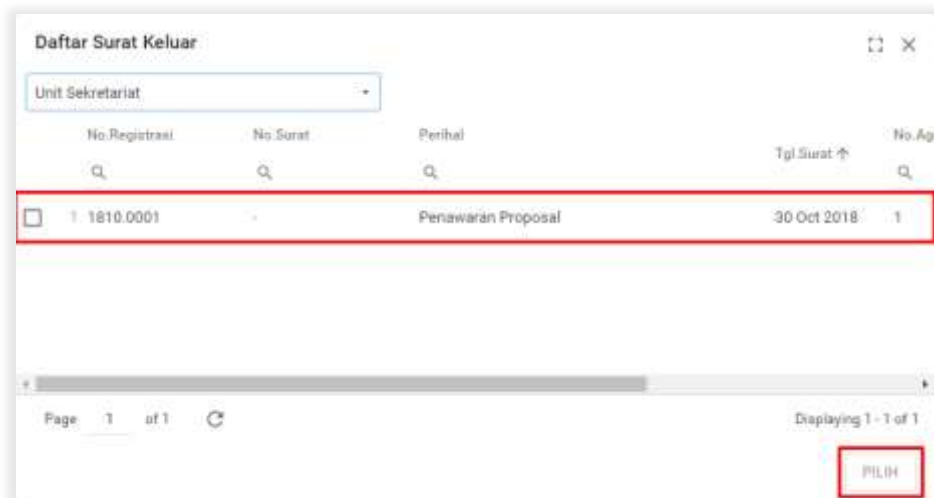 Daftar Surat Keluar
Unit Sekretariat
No.Registrasi No.Surat Perihal Tgl.Surat ↑ No.Ag
1 1810.0001 - Penawaran Proposal 30 Oct 2018 1
Page 1 of 1 Displaying 1 - 1 of 1
PILIH